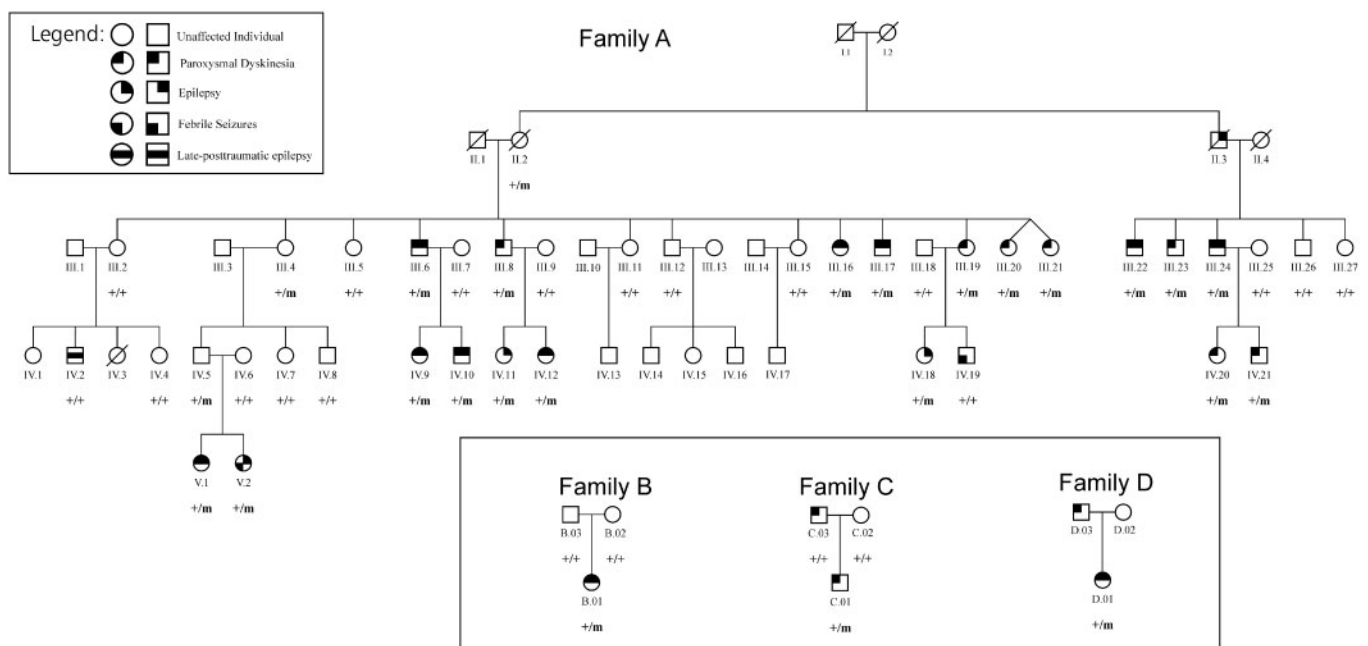 Legend:
Unaffected Individual
Paroxysmal Dyskinesia
Epilepsy
Febrile Seizures
Late-posttraumatic epilepsy
Family A
I.1 I.2
II.1 II.2 II.3 II.4
+/m
III.1 III.2 III.3 III.4 III.5 III.6 III.7 III.8 III.9 III.10 III.11 III.12 III.13 III.14 III.15 III.16 III.17 III.18 III.19 III.20 III.21 III.22 III.23 III.24 III.25 III.26 III.27
+/+ +/m +/+ +/m +/+ +/m +/+ +/+ +/+ +/+ +/m +/m +/+ +/m +/m +/m +/m +/m +/m +/+ +/+ +/+
IV.1 IV.2 IV.3 IV.4 IV.5 IV.6 IV.7 IV.8 IV.9 IV.10 IV.11 IV.12 IV.13 IV.14 IV.15 IV.16 IV.17 IV.18 IV.19 IV.20 IV.21
+/+ +/+ +/m +/+ +/+ +/+ +/m +/m +/m +/m +/m +/+ +/m +/m
V.1 V.2
+/m +/m
Family B Family C Family D
B.03 B.02 C.03 C.02 D.03 D.02
+/+ +/+ +/+ +/+
B.01 C.01 D.01
+/m +/m +/m